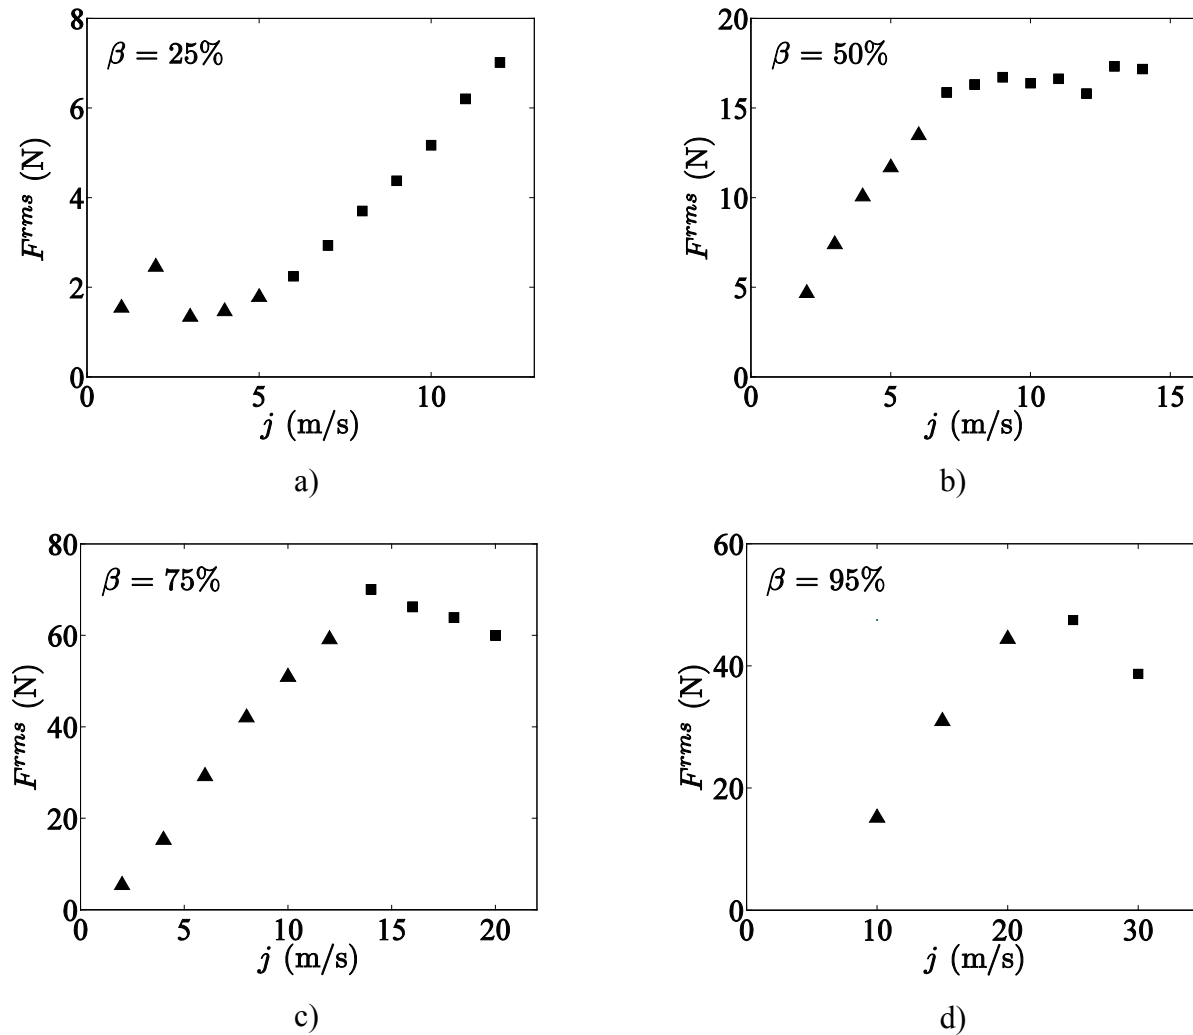 β = 25%
F^rms (N)
8
6
4
2
0
0 5 10
j (m/s)
a)
β = 50%
F^rms (N)
20
15
10
5
0
0 5 10 15
j (m/s)
b)
β = 75%
F^rms (N)
80
60
40
20
0
0 5 10 15 20
j (m/s)
c)
β = 95%
F^rms (N)
60
40
20
0
0 10 20 30
j (m/s)
d)